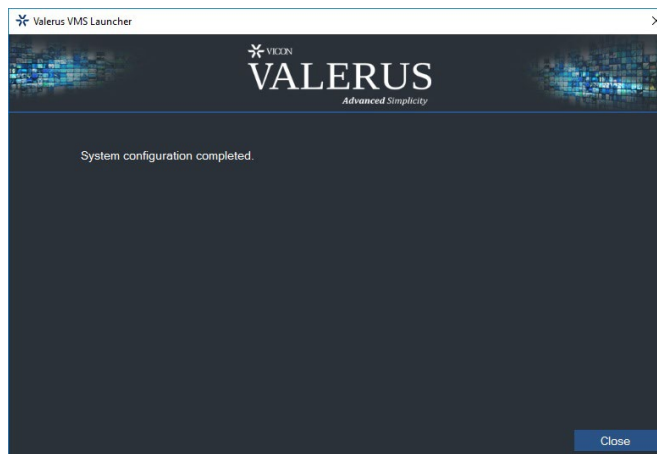 Valerus VMS Launcher
VICON
VALERUS
Advanced Simplicity
System configuration completed.
Close